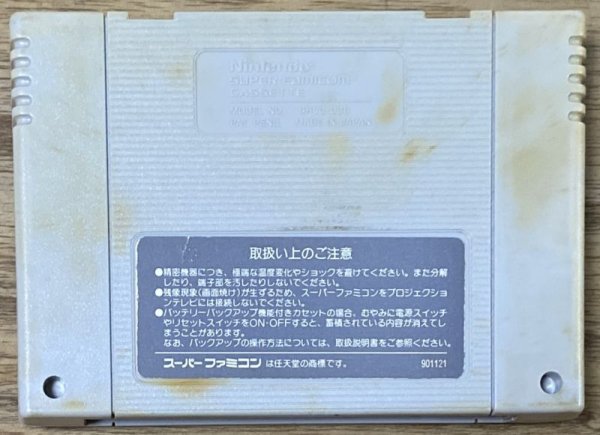 Nintendo
SUPER FAMICOM
CASSETTE
MODEL NO. SHVC-006
PAT. PEND. MADE IN JAPAN
取扱い上のご注意
●精密機器につき、極端な温度変化やショックを避けてください。また分解
したり、端子部を汚したりしないでください。
●残像現象(画面焼け)が生ずるため、スーパーファミコンをプロジェクショ
ンテレビには接続しないでください。
●バッテリーバックアップ機能付きカセットの場合、むやみに電源スイッチ
やリセットスイッチをON・OFFすると、蓄積されている内容が消えてし
まうことがあります。
なお、バックアップの操作方法については、取扱説明書をご参照ください。
スーパーファミコン は任天堂の商標です。 901121